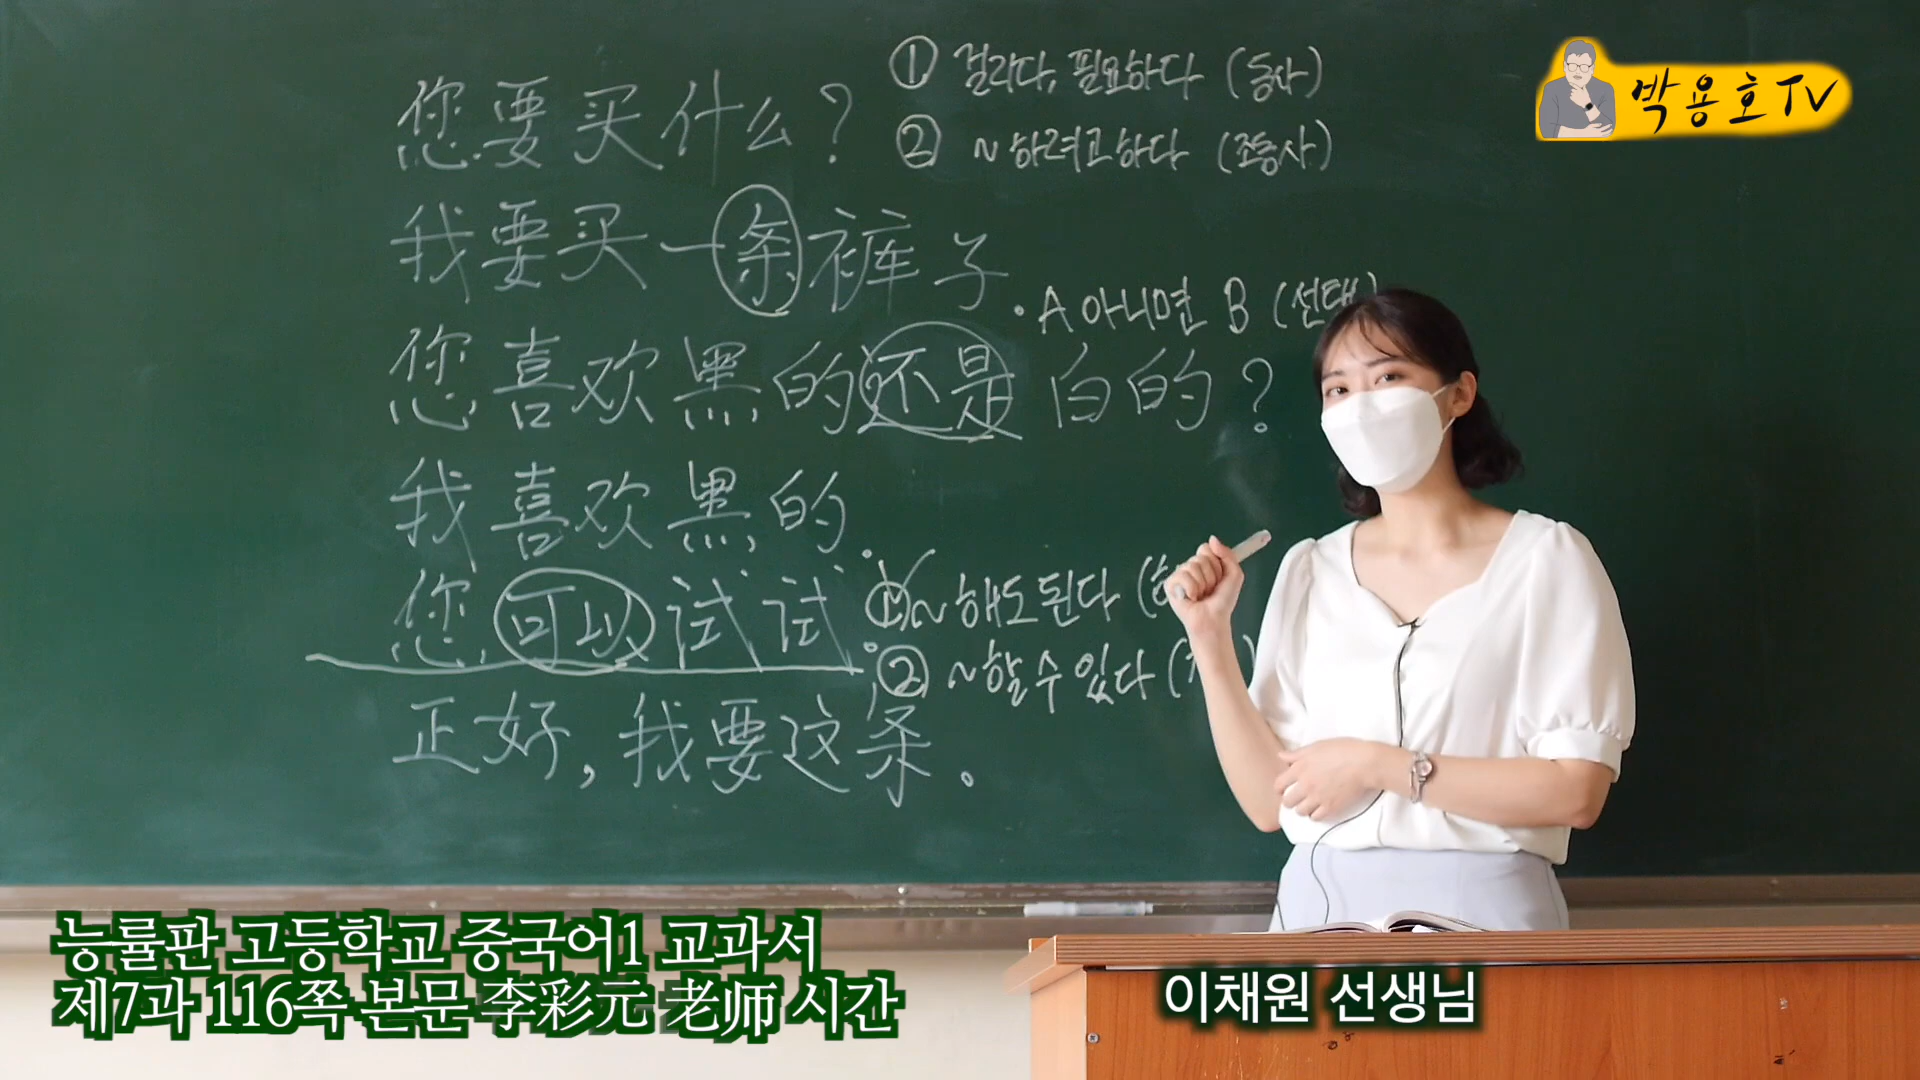 您要买什么?
① 걸리다, 필요하다 (동사)
② ~하려고 하다 (조동사)
박용호TV
我要买一条裤子
• A 아니면 B (선택)
您喜欢黑的还是白的?
我喜欢黑的.
您可以试试.
① ~해도 된다
② ~할 수 있다
正好, 我要这条。
능률판 고등학교 중국어1 교과서
제7과 116쪽 본문 李彩元 老师 시간
이채원 선생님